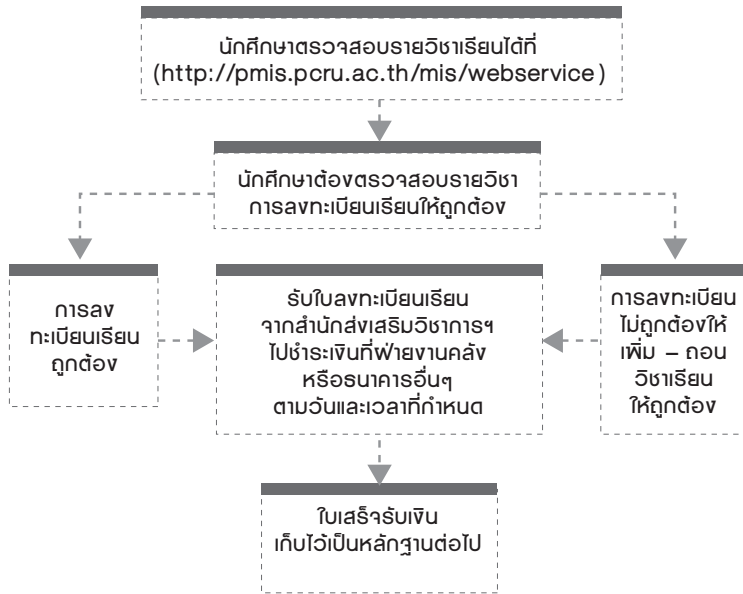 นักศึกษาตรวจสอบรายวิชาเรียนได้ที่
(http://pmis.pcru.ac.th/mis/webservice)
นักศึกษาต้องตรวจสอบรายวิชา
การลงทะเบียนเรียนให้ถูกต้อง
การลง
ทะเบียนเรียน
ถูกต้อง
รับใบลงทะเบียนเรียน
จากสำนักส่งเสริมวิชาการฯ
ไปชำระเงินที่ฝ่ายงานคลัง
หรือธนาคารอื่นๆ
ตามวันและเวลาที่กำหนด
การลงทะเบียน
ไม่ถูกต้องให้
เพิ่ม – ถอน
วิชาเรียน
ให้ถูกต้อง
ใบเสร็จรับเงิน
เก็บไว้เป็นหลักฐานต่อไป